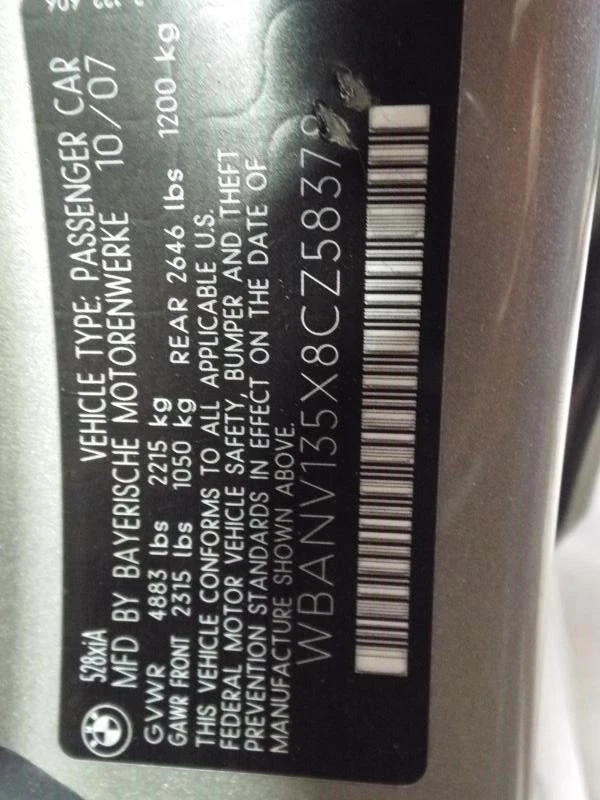 528xiA
VEHICLE TYPE: PASSENGER CAR
MFD BY BAYERISCHE MOTORENWERKE 10/07
GVWR 4883 lbs 2215 kg
GAWR FRONT 2315 lbs 1050 kg REAR 2646 lbs 1200 kg
THIS VEHICLE CONFORMS TO ALL APPLICABLE U.S.
FEDERAL MOTOR VEHICLE SAFETY, BUMPER AND THEFT
PREVENTION STANDARDS IN EFFECT ON THE DATE OF
MANUFACTURE SHOWN ABOVE.
WBANV135X8CZ5837